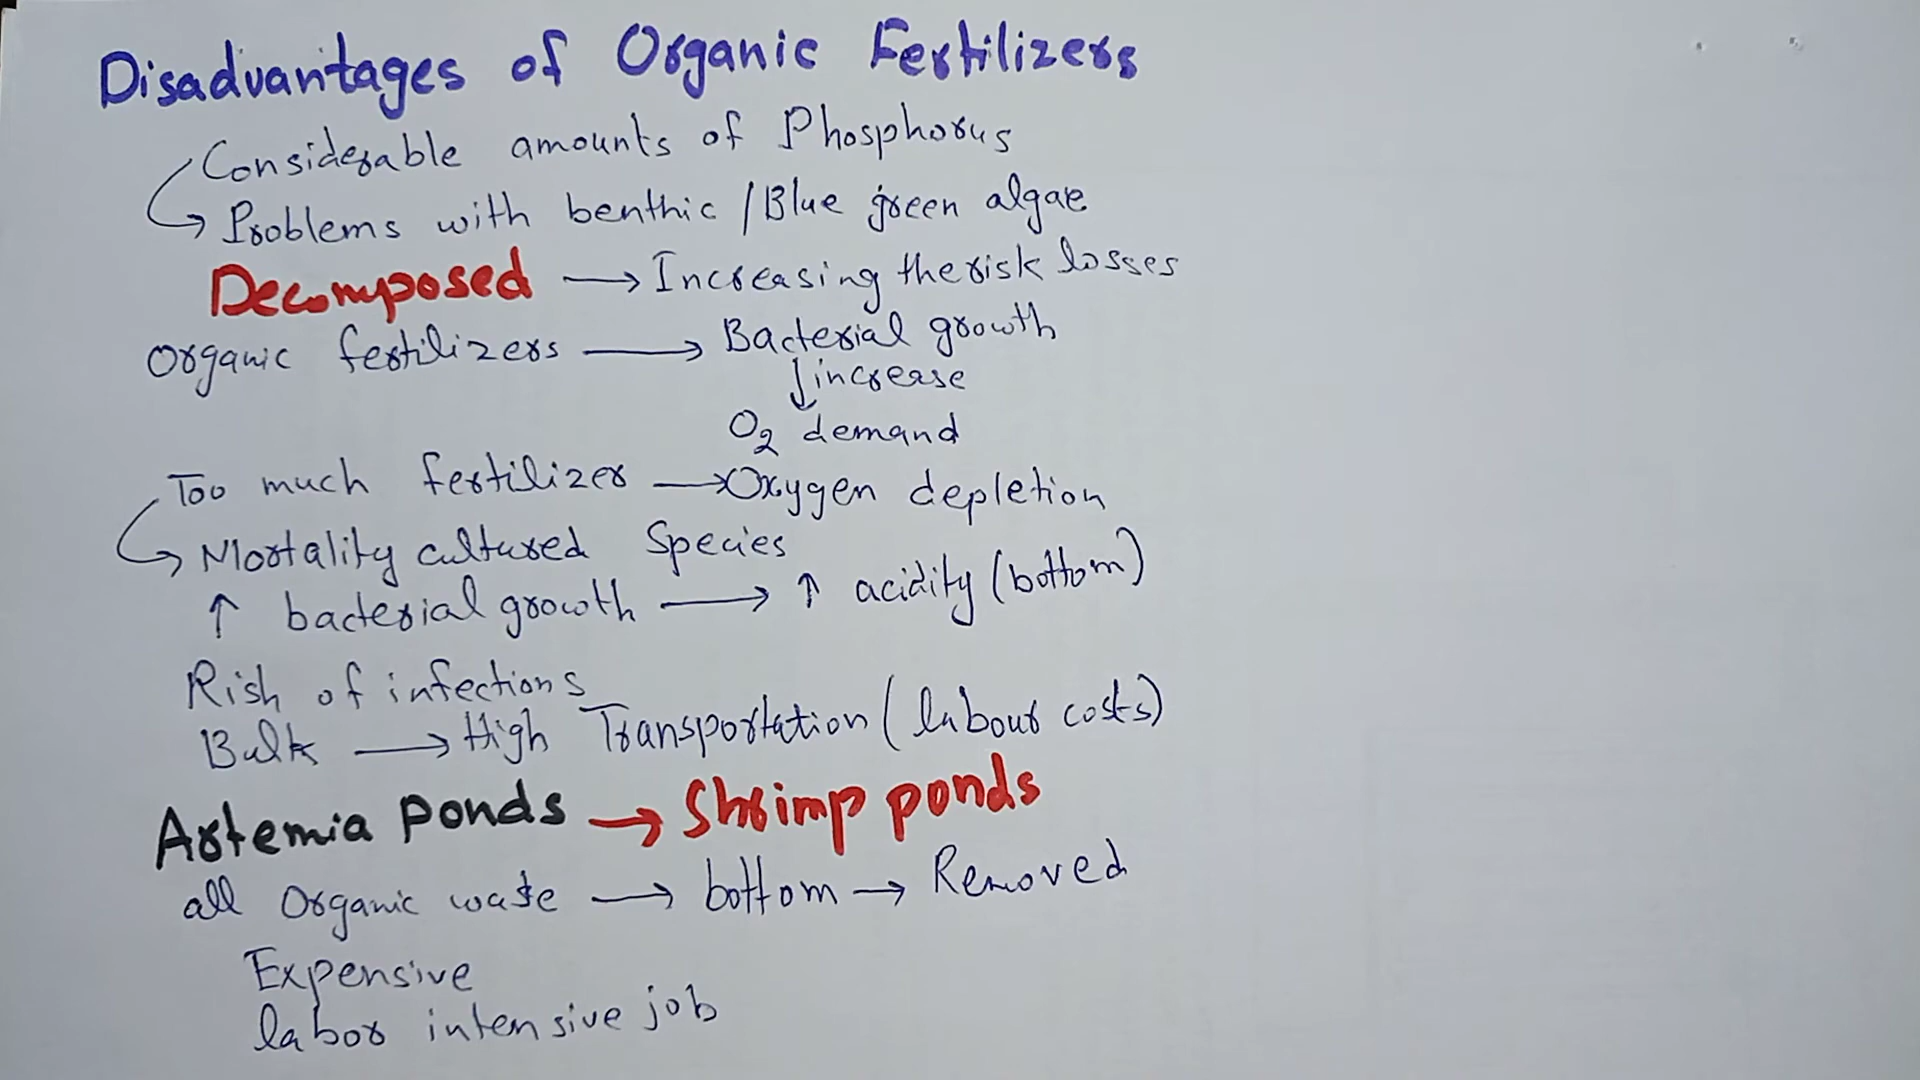 Disadvantages of Organic Fertilizers
Considerable amounts of Phosphorus
→ Problems with benthic / Blue green algae
Decomposed → Increasing the risk losses
Organic fertilizers → Bacterial growth
↓ increase
O2 demand
Too much fertilizer → Oxygen depletion
→ Mortality cultured Species
↑ bacterial growth → ↑ acidity (bottom)
Risk of infections
Bulk → High Transportation (labour costs)
Artemia Ponds → Shrimp ponds
all Organic waste → bottom → Removed
Expensive
labor intensive job